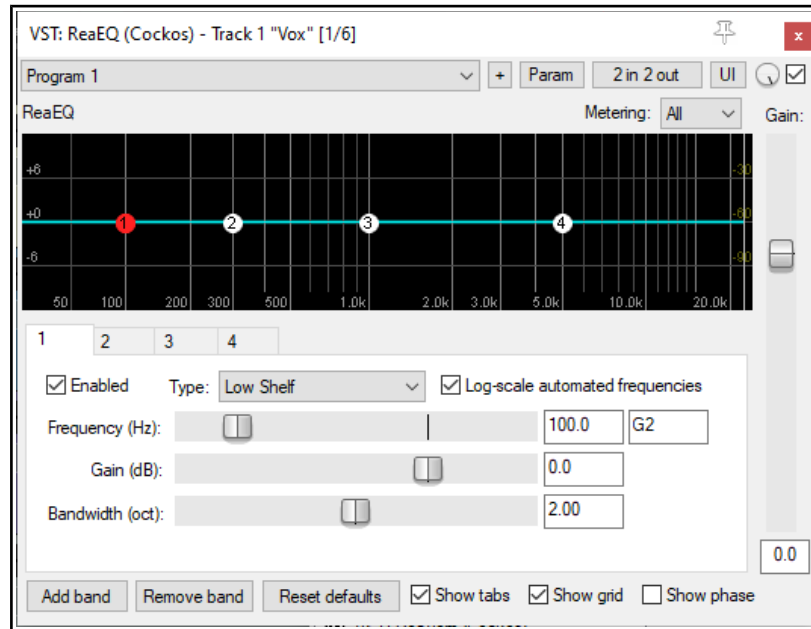 VST: ReaEQ (Cockos) - Track 1 "Vox" [1/6] x
Program 1 + Param 2 in 2 out UI
ReaEQ Metering: All Gain:
+6 -30
1 2 3 4
+0 -60
-6 -90
50 100 200 300 500 1.0k 2.0k 3.0k 5.0k 10.0k 20.0k
1 2 3 4
Enabled Type: Low Shelf Log-scale automated frequencies
Frequency (Hz): 100.0 G2
Gain (dB): 0.0
Bandwidth (oct): 2.00
0.0
Add band Remove band Reset defaults Show tabs Show grid Show phase